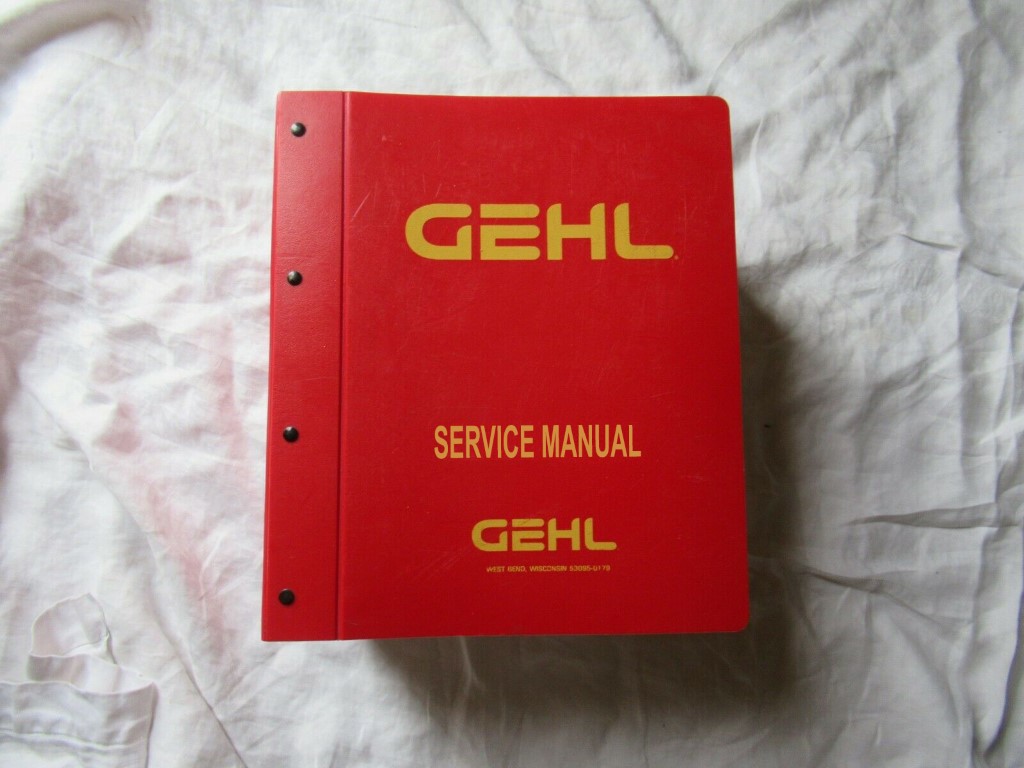 GEHL
SERVICE MANUAL
GEHL
WEST BEND, WISCONSIN 53095-0179